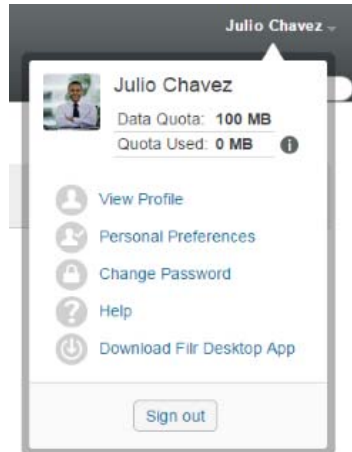 Julio Chavez
Julio Chavez
Data Quota: 100 MB
Quota Used: 0 MB
View Profile
Personal Preferences
Change Password
Help
Download Filr Desktop App
Sign out